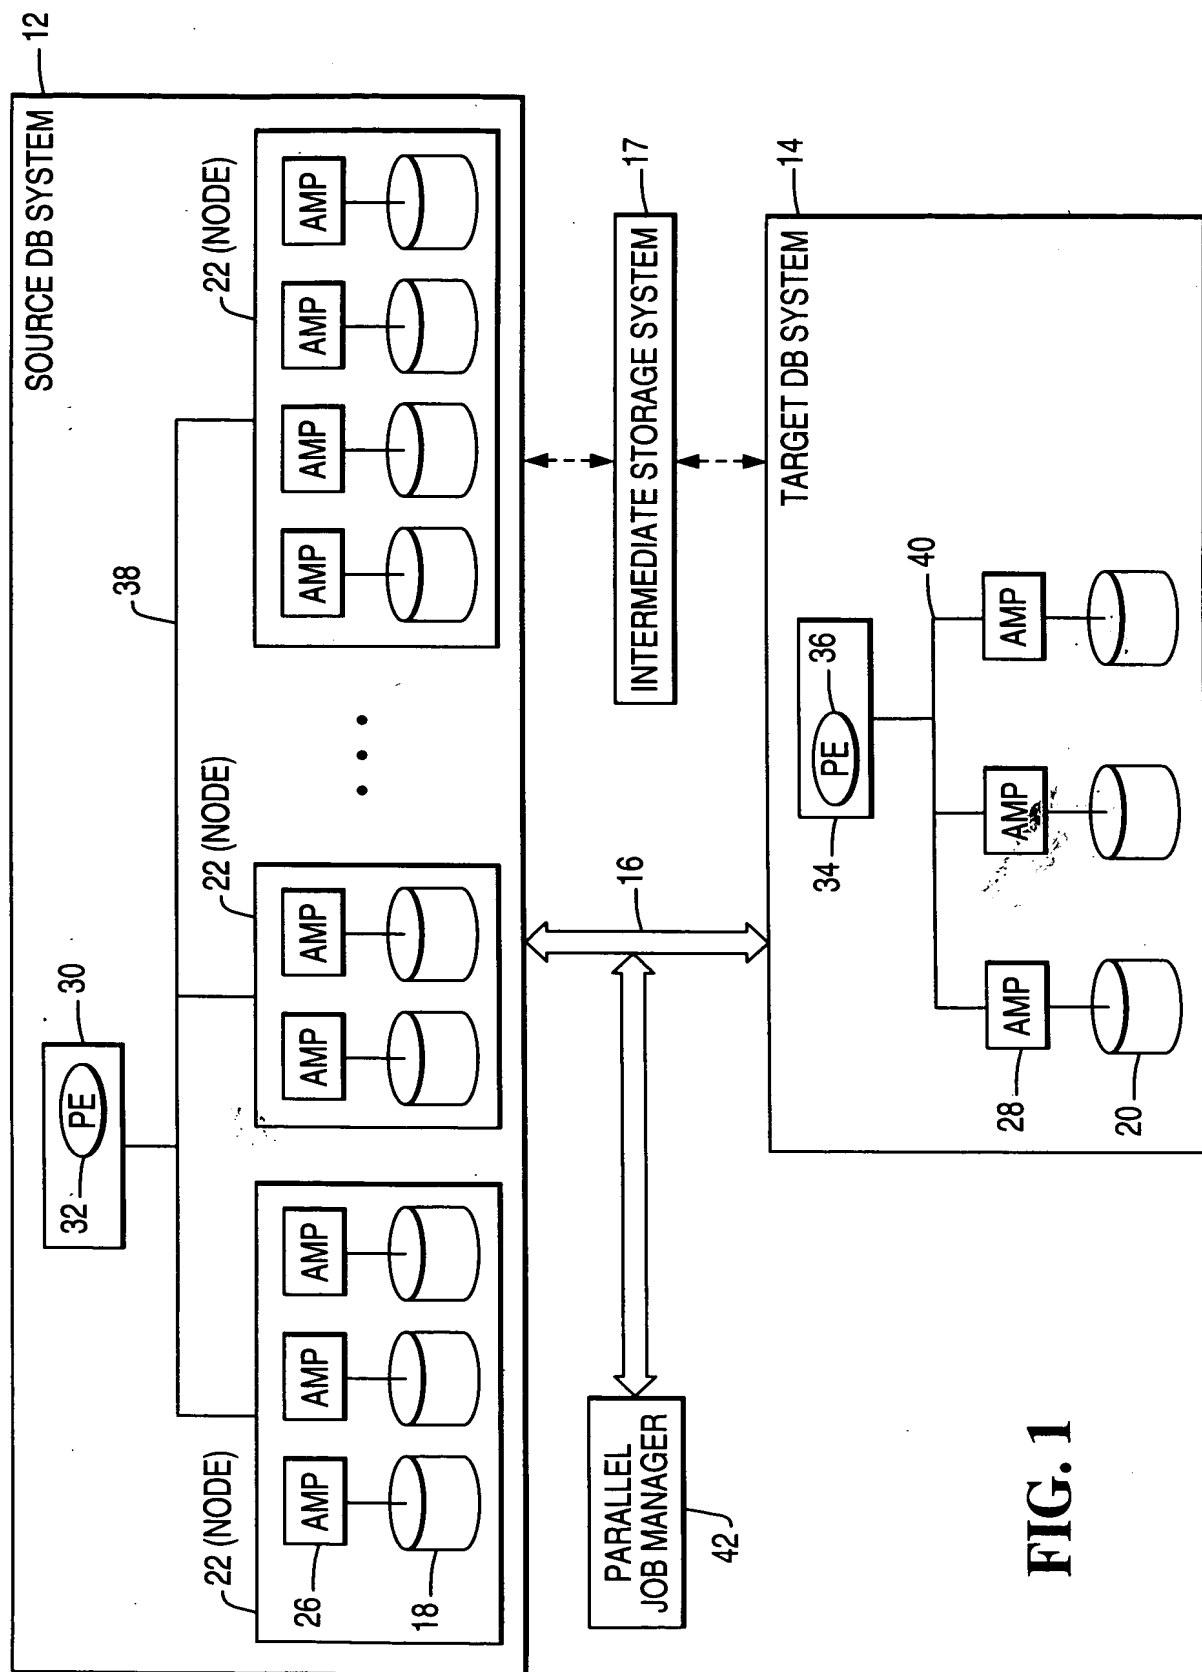 SOURCE DB SYSTEM
12
30
32
PE
38
22 (NODE)
22 (NODE)
22 (NODE)
26
AMP
AMP
AMP
AMP
AMP
AMP
AMP
AMP
AMP
18
PARALLEL
JOB MANAGER
42
16
INTERMEDIATE STORAGE SYSTEM
17
TARGET DB SYSTEM
14
34
PE
36
40
28
AMP
AMP
AMP
20
FIG. 1